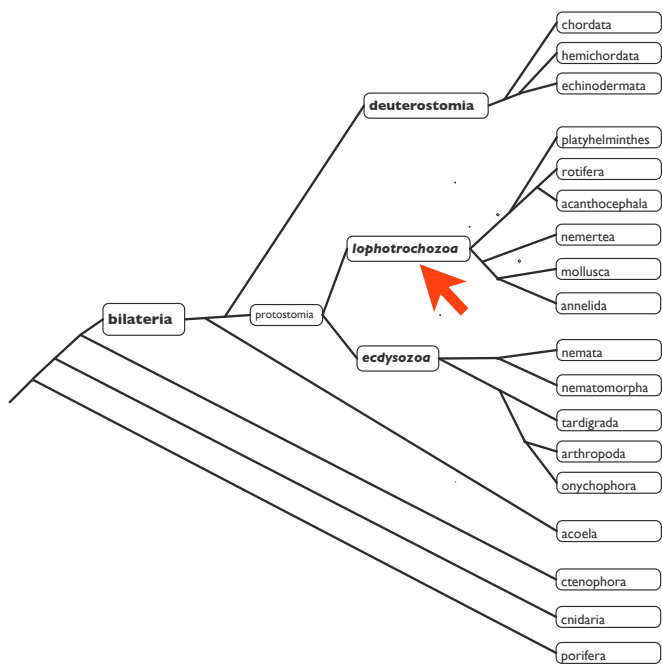 chordata
hemichordata
echinodermata
deuterostomia
platyhelminthes
rotifera
acanthocephala
nemertea
lophotrochozoa
mollusca
annelida
bilateria
protostomia
ecdysozoa
nemata
nematomorpha
tardigrada
arthropoda
onychophora
acoela
ctenophora
cnidaria
porifera